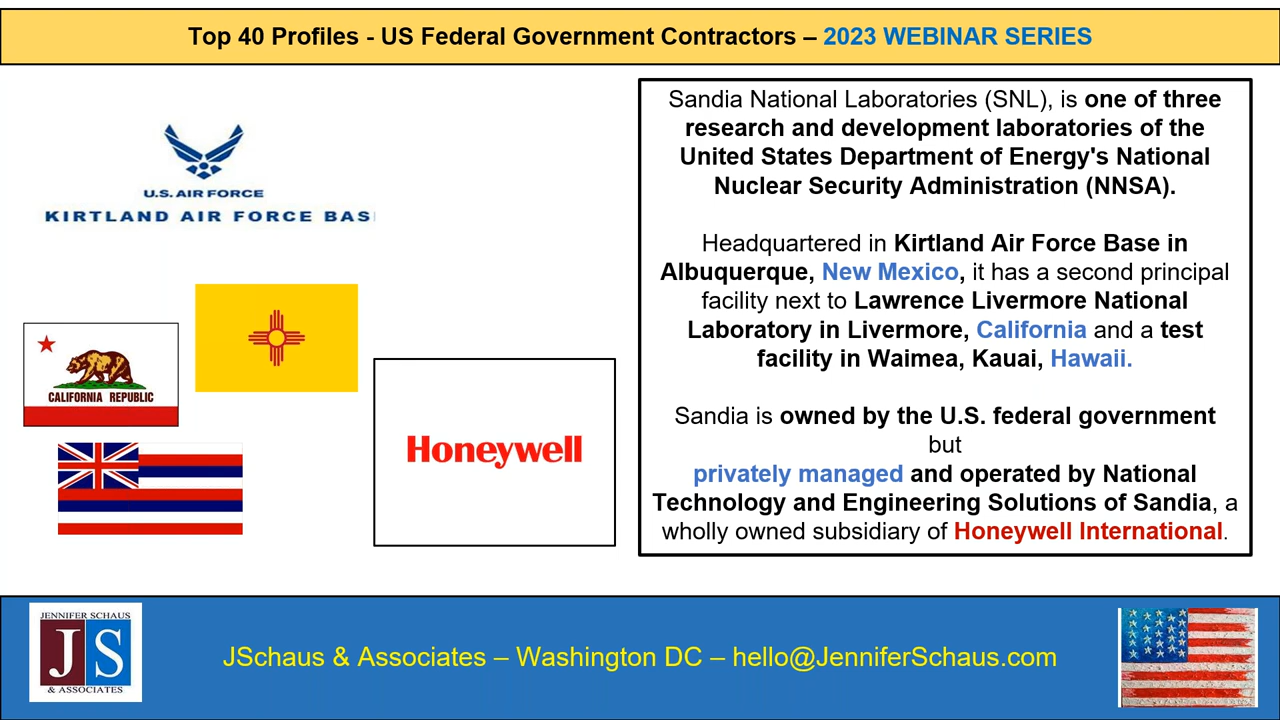 Top 40 Profiles - US Federal Government Contractors – 2023 WEBINAR SERIES
U.S. AIR FORCE
KIRTLAND AIR FORCE BAS
CALIFORNIA REPUBLIC
Honeywell
Sandia National Laboratories (SNL), is one of three
research and development laboratories of the
United States Department of Energy's National
Nuclear Security Administration (NNSA).
Headquartered in Kirtland Air Force Base in
Albuquerque, New Mexico, it has a second principal
facility next to Lawrence Livermore National
Laboratory in Livermore, California and a test
facility in Waimea, Kauai, Hawaii.
Sandia is owned by the U.S. federal government
but
privately managed and operated by National
Technology and Engineering Solutions of Sandia, a
wholly owned subsidiary of Honeywell International.
JENNIFER SCHAUS
JS
& ASSOCIATES
JSchaus & Associates – Washington DC – hello@JenniferSchaus.com